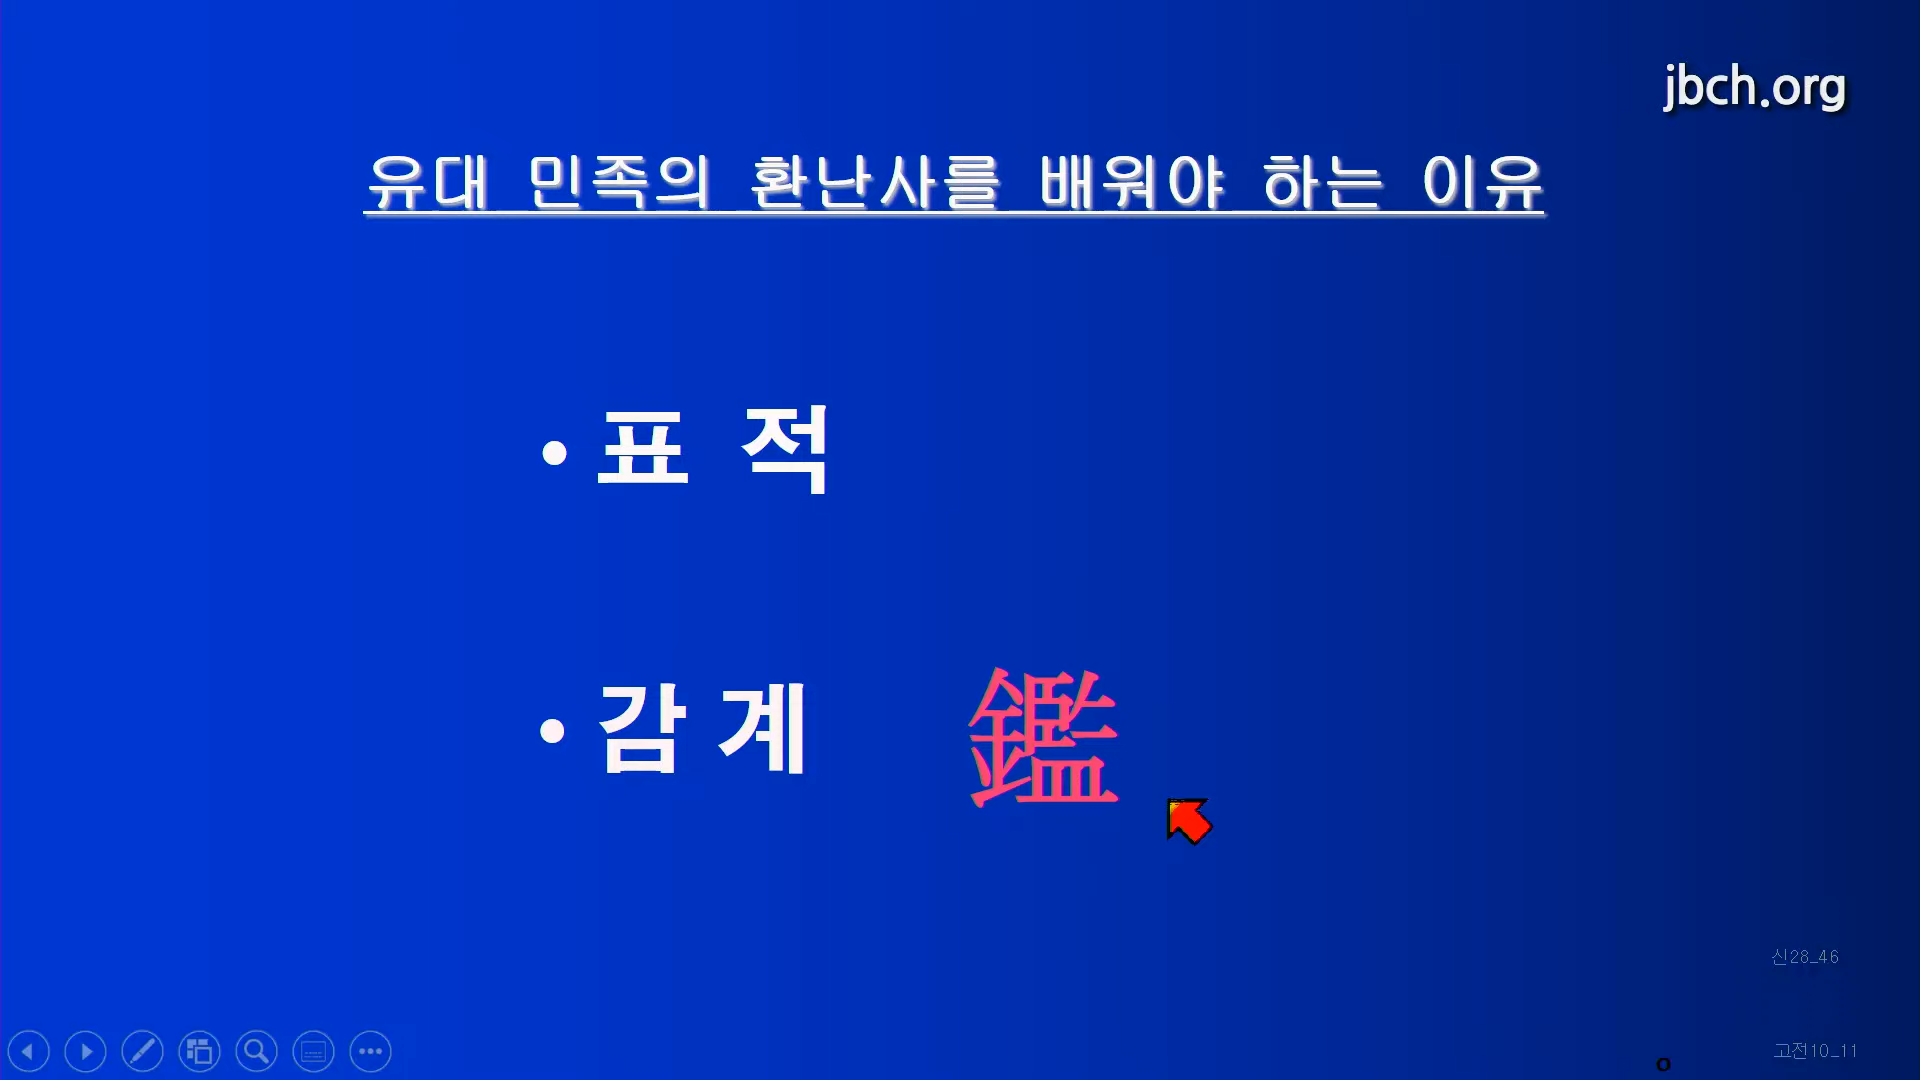 jbch.org
유대 민족의 환난사를 배워야 하는 이유
• 표 적
• 감 계 鑑
신28_46
고전10_11
o